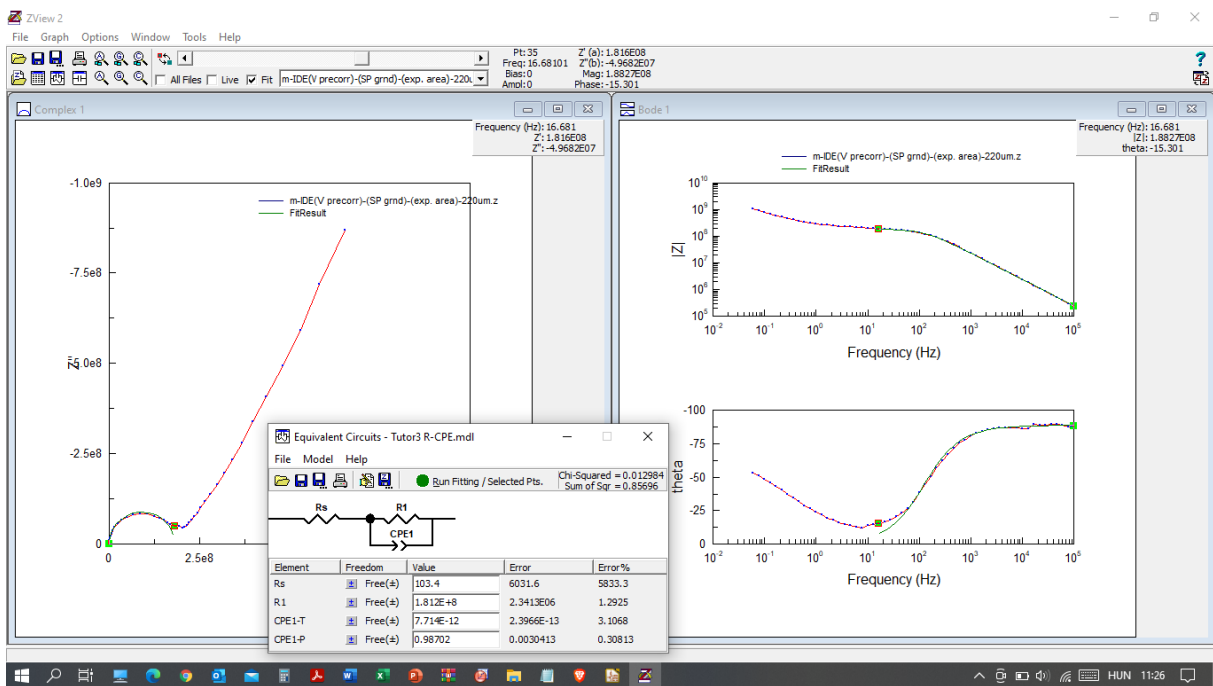 ZView 2
File Graph Options Window Tools Help
Pt: 35 Z' (a): 1.816E08
Freq: 16.68101 Z''(b): -4.9682E07
Bias: 0 Mag: 1.8827E08
Ampl: 0 Phase: -15.301
All Files Live Fit m-IDE(V precorr)-(SP grnd)-(exp. area)-220u
Complex 1
Frequency (Hz): 16.681
Z': 1.816E08
Z'': -4.9682E07
m-IDE(V precorr)-(SP grnd)-(exp. area)-220um.z
FitResult
-1.0e9
-7.5e8
-5.0e8
Z''
-2.5e8
0
0 2.5e8
Bode 1
Frequency (Hz): 16.681
|Z|: 1.8827E08
theta: -15.301
m-IDE(V precorr)-(SP grnd)-(exp. area)-220um.z
FitResult
10^10
10^9
10^8
10^7
10^6
10^5
|Z|
10^-2 10^-1 10^0 10^1 10^2 10^3 10^4 10^5
Frequency (Hz)
-100
-75
-50
-25
0
theta
10^-2 10^-1 10^0 10^1 10^2 10^3 10^4 10^5
Frequency (Hz)
Equivalent Circuits - Tutor3 R-CPE.mdl
File Model Help
Run Fitting / Selected Pts.
Chi-Squared = 0.012984
Sum of Sqr = 0.85696
Rs R1
CPE1
Element Freedom Value Error Error%
Rs ± Free(±) 103.4 6031.6 5833.3
R1 ± Free(±) 1.812E+8 2.3413E06 1.2925
CPE1-T ± Free(±) 7.714E-12 2.3966E-13 3.1068
CPE1-P ± Free(±) 0.98702 0.0030413 0.30813
HUN 11:26